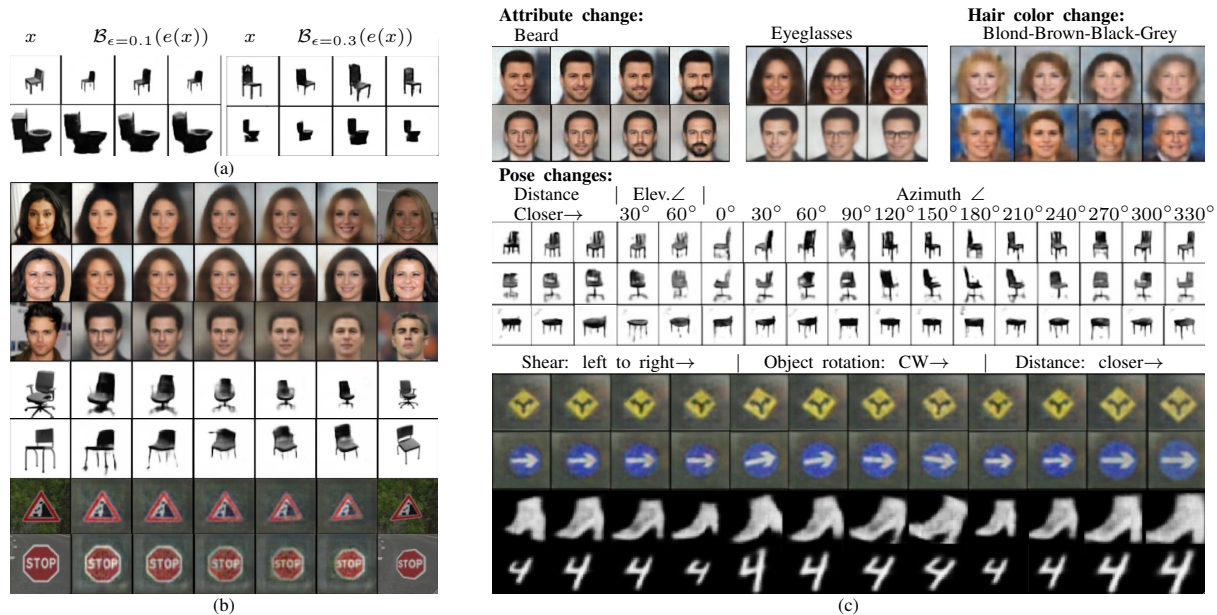 x B_{ϵ=0.1}(e(x)) x B_{ϵ=0.3}(e(x))
(a)
STOP STOP STOP STOP STOP STOP STOP
(b)
Attribute change:
Beard Eyeglasses
Hair color change:
Blond-Brown-Black-Grey
Pose changes:
Distance | Elev.∠ | Azimuth ∠
Closer→ 30° 60° 0° 30° 60° 90° 120° 150° 180° 210° 240° 270° 300° 330°
Shear: left to right→ | Object rotation: CW→ | Distance: closer→
4 4 4 4 4 4 4 4 4 4 4 4
(c)